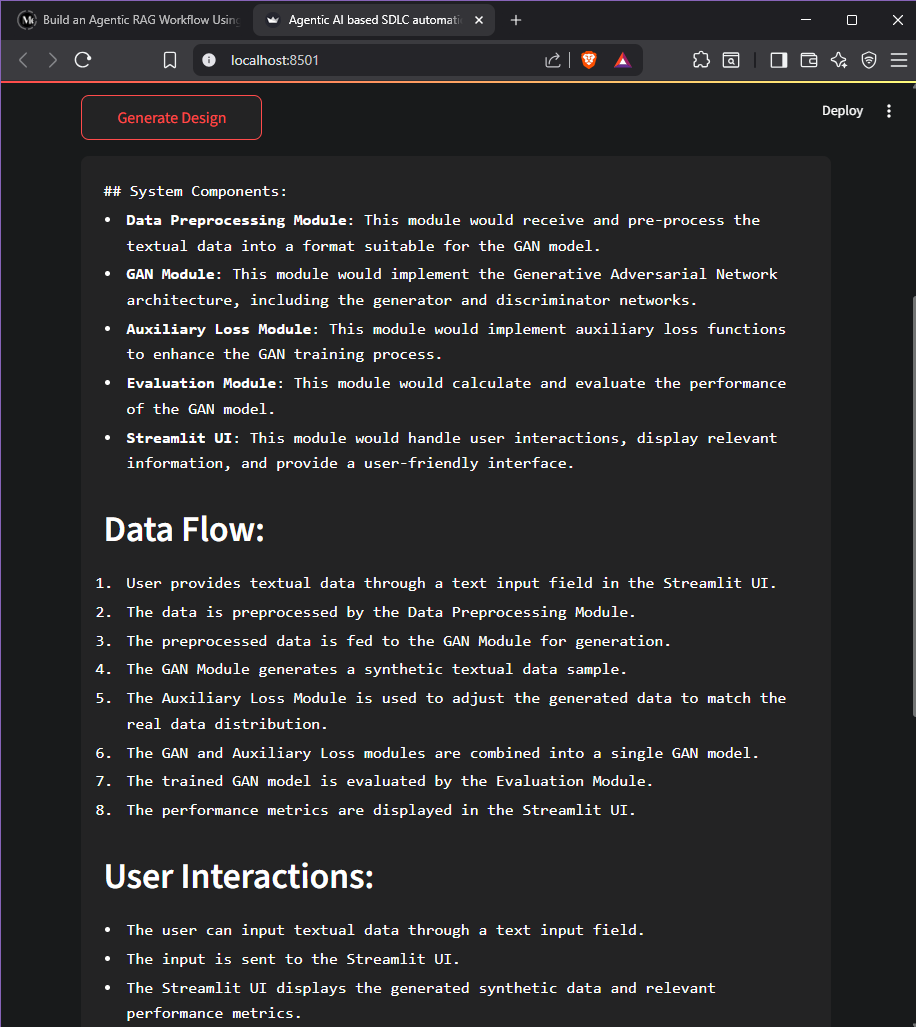 Build an Agentic RAG Workflow Using
Agentic AI based SDLC automati
localhost:8501
Deploy
Generate Design
## System Components:
• Data Preprocessing Module: This module would receive and pre-process the
textual data into a format suitable for the GAN model.
• GAN Module: This module would implement the Generative Adversarial Network
architecture, including the generator and discriminator networks.
• Auxiliary Loss Module: This module would implement auxiliary loss functions
to enhance the GAN training process.
• Evaluation Module: This module would calculate and evaluate the performance
of the GAN model.
• Streamlit UI: This module would handle user interactions, display relevant
information, and provide a user-friendly interface.
Data Flow:
1. User provides textual data through a text input field in the Streamlit UI.
2. The data is preprocessed by the Data Preprocessing Module.
3. The preprocessed data is fed to the GAN Module for generation.
4. The GAN Module generates a synthetic textual data sample.
5. The Auxiliary Loss Module is used to adjust the generated data to match the
real data distribution.
6. The GAN and Auxiliary Loss modules are combined into a single GAN model.
7. The trained GAN model is evaluated by the Evaluation Module.
8. The performance metrics are displayed in the Streamlit UI.
User Interactions:
• The user can input textual data through a text input field.
• The input is sent to the Streamlit UI.
• The Streamlit UI displays the generated synthetic data and relevant
performance metrics.